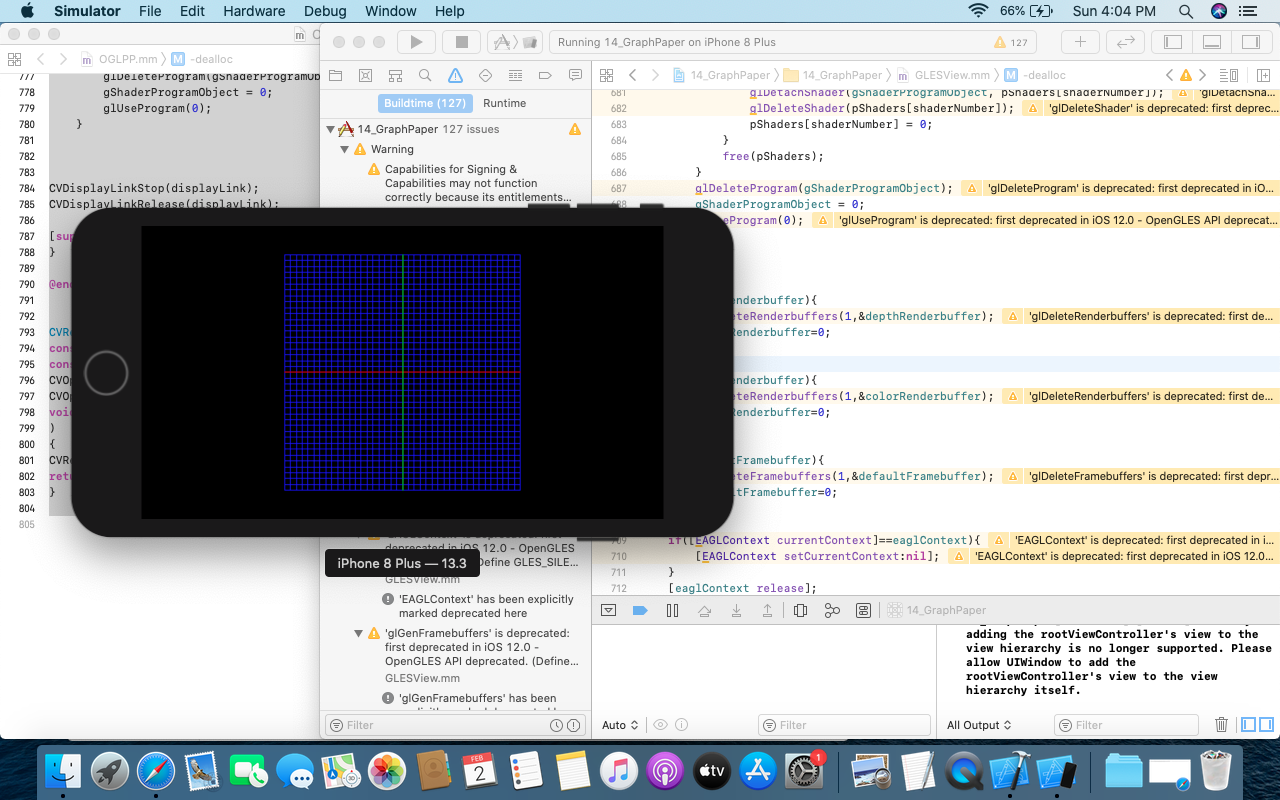 Simulator File Edit Hardware Debug Window Help 66% Sun 4:04 PM
Running 14_GraphPaper on iPhone 8 Plus 127
OGLPP.mm -dealloc
14_GraphPaper 14_GraphPaper GLESView.mm -dealloc
777 glDeleteProgram(gShaderProgramOb
778 gShaderProgramObject = 0;
779 glUseProgram(0);
780 }
781
782
783
784 CVDisplayLinkStop(displayLink);
785 CVDisplayLinkRelease(displayLink);
786
787 [sup
788 }
789
790 @en
791
792
793 CVRe
794 cons
795 cons
796 CVOp
797 CVOp
798 void
799 )
800 {
801 CVRe
802 retu
803 }
804
805
Buildtime (127) Runtime
14_GraphPaper 127 issues
Warning
Capabilities for Signing &
Capabilities may not function
correctly because its entitlements...
deprecated in iOS 12.0 - OpenGLES
Define GLES_SILE...
GLESView.mm
'EAGLContext' has been explicitly
marked deprecated here
'glGenFramebuffers' is deprecated:
first deprecated in iOS 12.0 -
OpenGLES API deprecated. (Define...
GLESView.mm
'glGenFramebuffers' has been
Filter
iPhone 8 Plus — 13.3
681 glDetachShader(gShaderProgramObject, pShaders[shaderNumber]); 'glDetachSha...
682 glDeleteShader(pShaders[shaderNumber]); 'glDeleteShader' is deprecated: first deprec...
683 pShaders[shaderNumber] = 0;
684 }
685 free(pShaders);
686 }
687 glDeleteProgram(gShaderProgramObject); 'glDeleteProgram' is deprecated: first deprecated in iO...
688 gShaderProgramObject = 0;
eProgram(0); 'glUseProgram' is deprecated: first deprecated in iOS 12.0 - OpenGLES API deprecat...
enderbuffer){
eteRenderbuffers(1,&depthRenderbuffer); 'glDeleteRenderbuffers' is deprecated: first de...
Renderbuffer=0;
enderbuffer){
eteRenderbuffers(1,&colorRenderbuffer); 'glDeleteRenderbuffers' is deprecated: first de...
Renderbuffer=0;
tFramebuffer){
eteFramebuffers(1,&defaultFramebuffer); 'glDeleteFramebuffers' is deprecated: first depr...
ltFramebuffer=0;
709 if([EAGLContext currentContext]==eaglContext){ 'EAGLContext' is deprecated: first deprecated in i...
710 [EAGLContext setCurrentContext:nil]; 'EAGLContext' is deprecated: first deprecated in iOS 12.0...
711 }
712 [eaglContext release];
14_GraphPaper
adding the rootViewController's view to the
view hierarchy is no longer supported. Please
allow UIWindow to add the
rootViewController's view to the view
hierarchy itself.
Auto Filter All Output Filter
FEB
2
tv
1